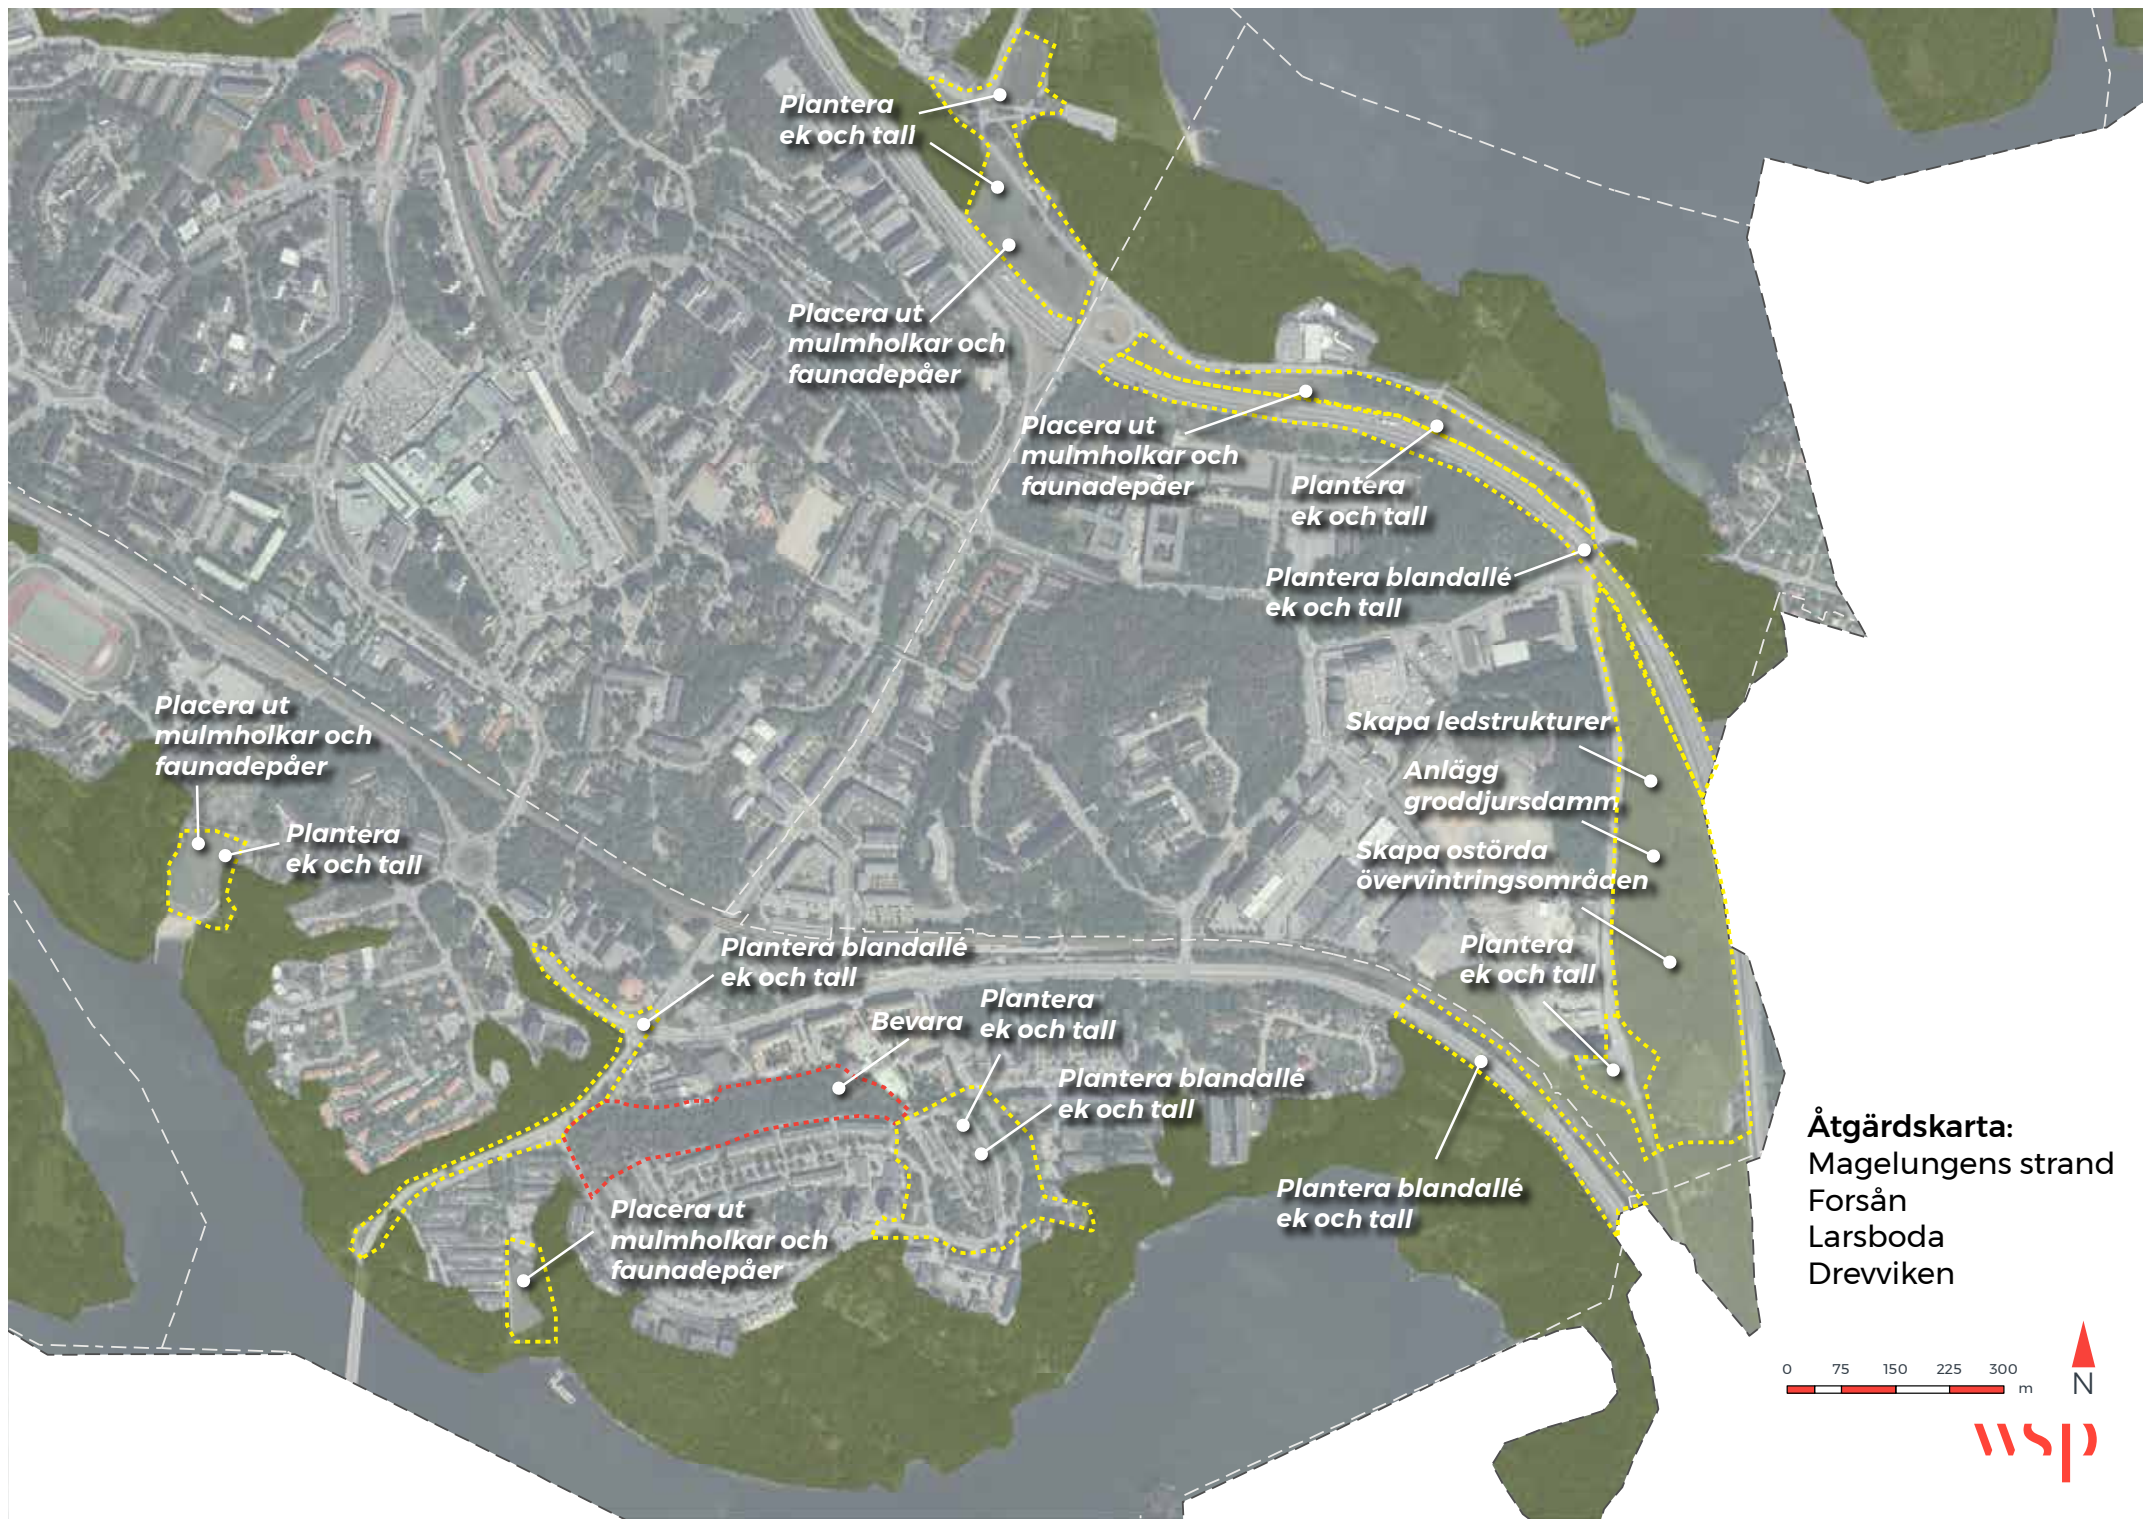 Plantera
ek och tall
Placera ut
mulmholkar och
faunadepåer
Placera ut
mulmholkar och
faunadepåer
Plantera
ek och tall
Plantera blandallé
ek och tall
Placera ut
mulmholkar och
faunadepåer
Plantera
ek och tall
Skapa ledstrukturer
Anlägg
groddjursdamm
Skapa ostörda
övervintringsområden
Plantera
ek och tall
Plantera blandallé
ek och tall
Bevara
Plantera
ek och tall
Plantera blandallé
ek och tall
Placera ut
mulmholkar och
faunadepåer
Plantera blandallé
ek och tall
Åtgärdskarta:
Magelungens strand
Forsån
Larsboda
Drevviken
0 75 150 225 300
m
N
wsp